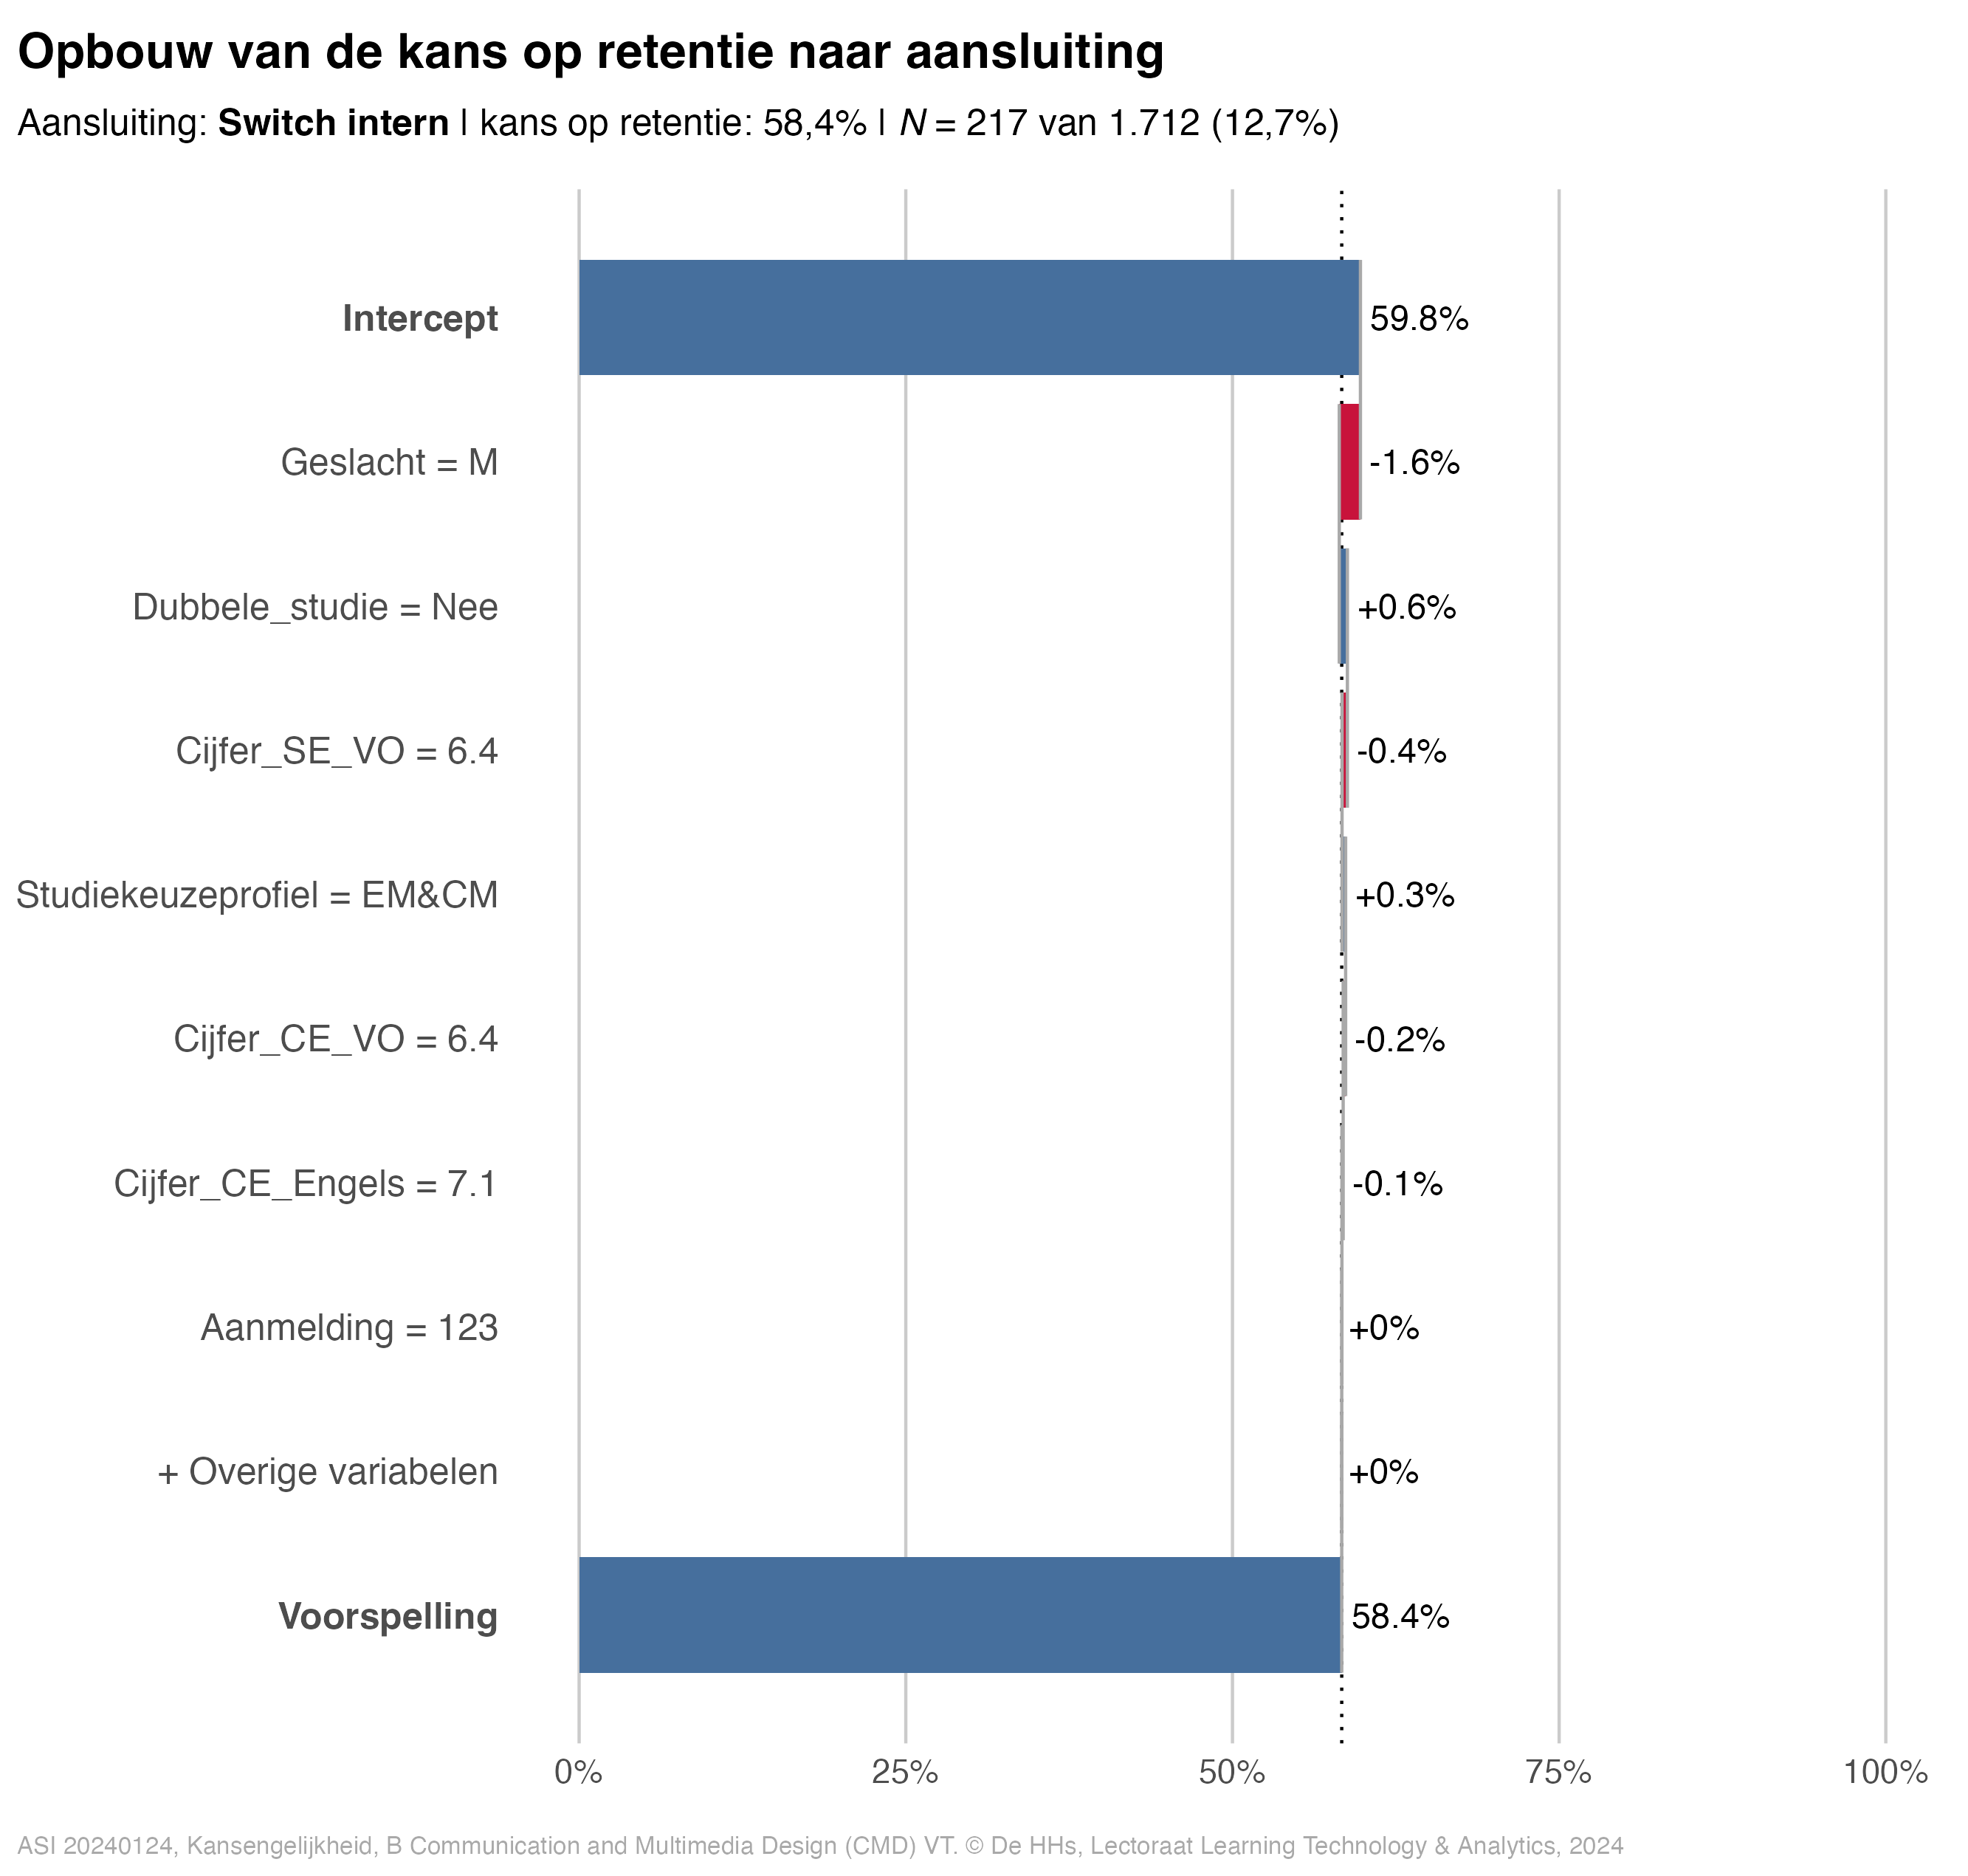 Opbouw van de kans op retentie naar aansluiting
Aansluiting: Switch intern | kans op retentie: 58,4% | N = 217 van 1.712 (12,7%)
Intercept 59.8%
Geslacht = M -1.6%
Dubbele_studie = Nee +0.6%
Cijfer_SE_VO = 6.4 -0.4%
Studiekeuzeprofiel = EM&CM +0.3%
Cijfer_CE_VO = 6.4 -0.2%
Cijfer_CE_Engels = 7.1 -0.1%
Aanmelding = 123 +0%
+ Overige variabelen +0%
Voorspelling 58.4%
0% 25% 50% 75% 100%
ASI 20240124, Kansengelijkheid, B Communication and Multimedia Design (CMD) VT. © De HHs, Lectoraat Learning Technology & Analytics, 2024